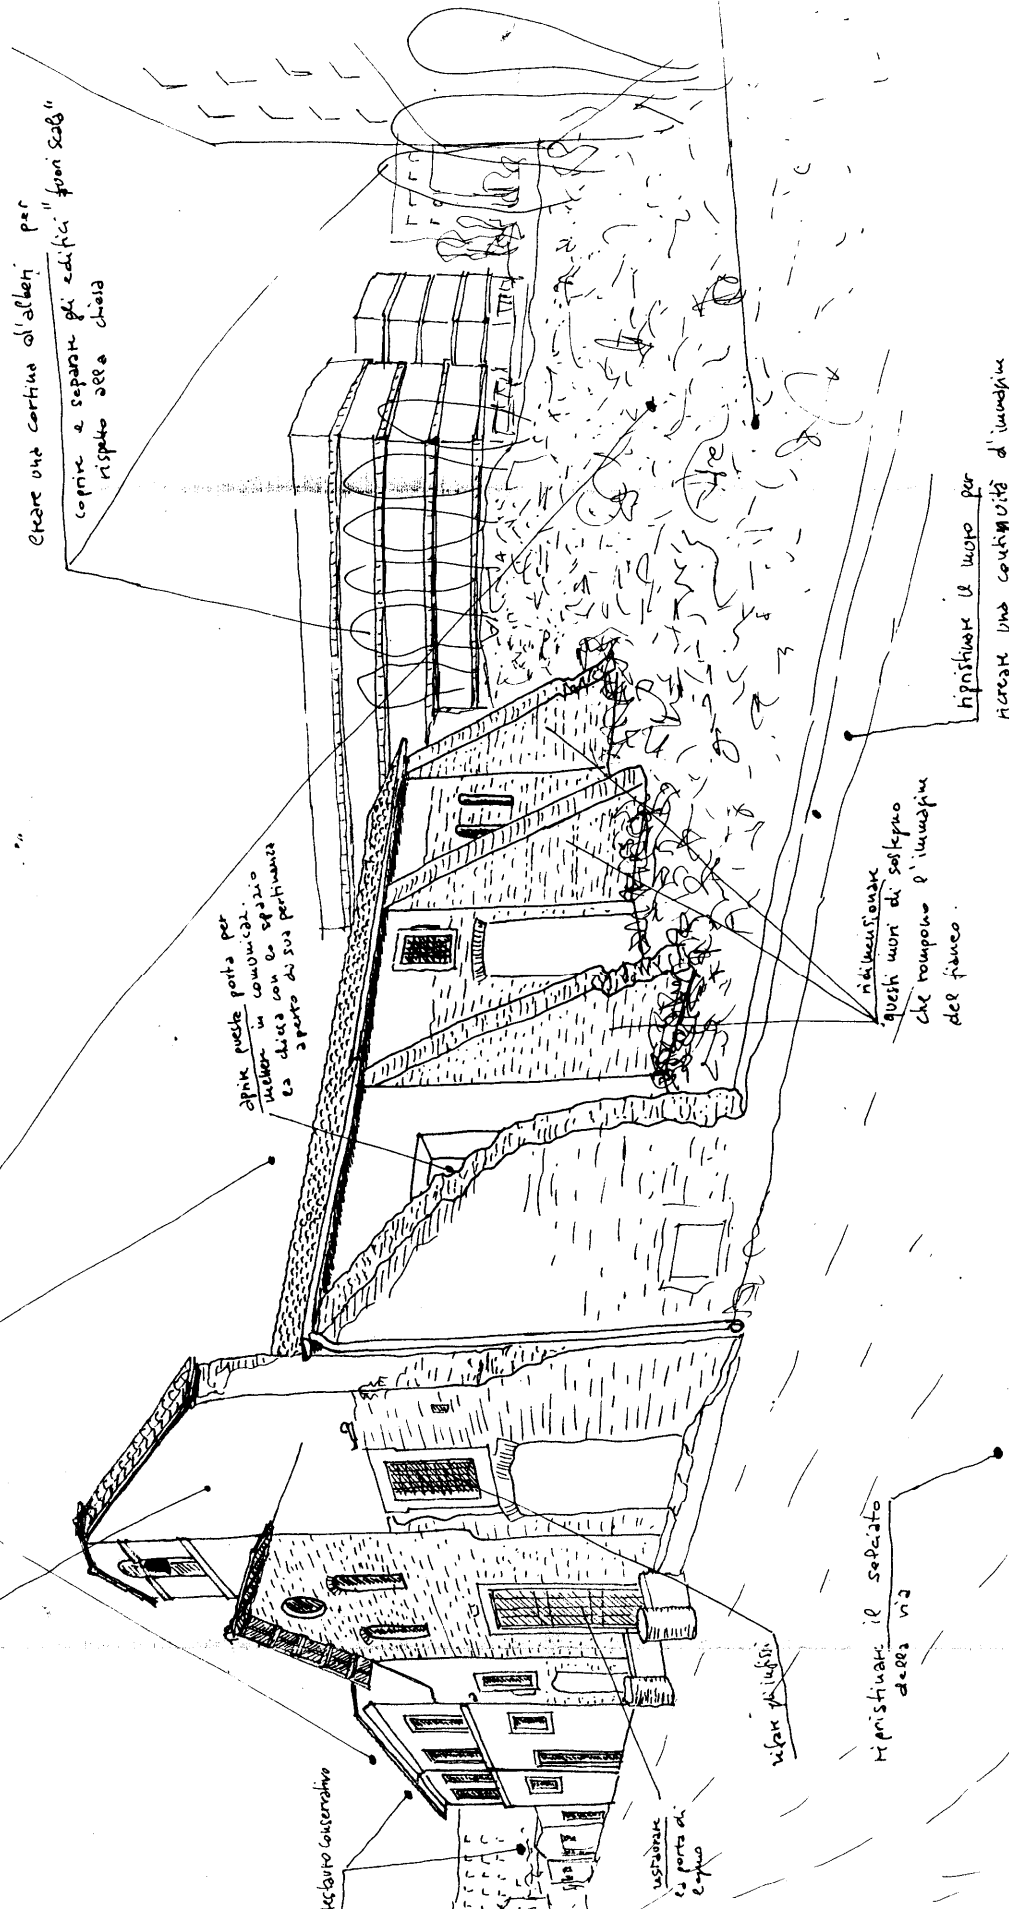 creare una cortina d'alberi per
coprire e separare gli edifici "fuori scala"
rispetto alla chiesa
aprire questa porta per
mettere in comunicaz.
la chiesa con lo spazio
aperto di sua pertinenza
restauro conservativo
restaurare
la porta di
legno
rifare gli infissi
ripristinare il selciato
della via
ridimensionare
questi muri di sostegno
che rompono l'immagine
del fianco.
ripristinare il muro per
ricreare una continuità d'immagine